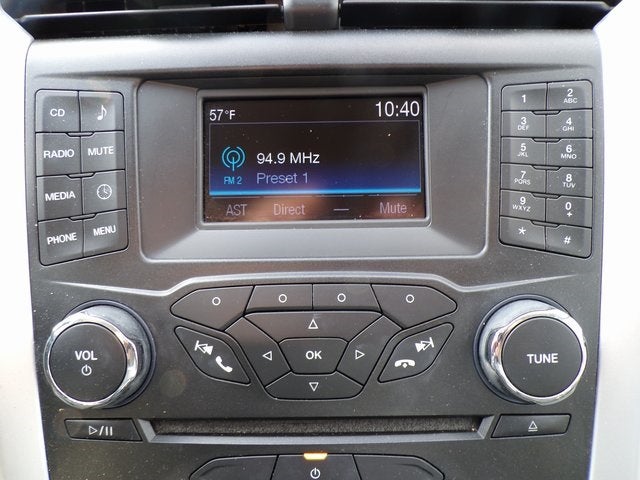 57°F 10:40
94.9 MHz
FM 2 Preset 1
AST Direct — Mute
CD
RADIO MUTE
MEDIA
PHONE MENU
1 2 ABC
3 DEF 4 GHI
5 JKL 6 MNO
7 PQRS 8 TUV
9 WXYZ 0 +
* #
VOL
OK
TUNE